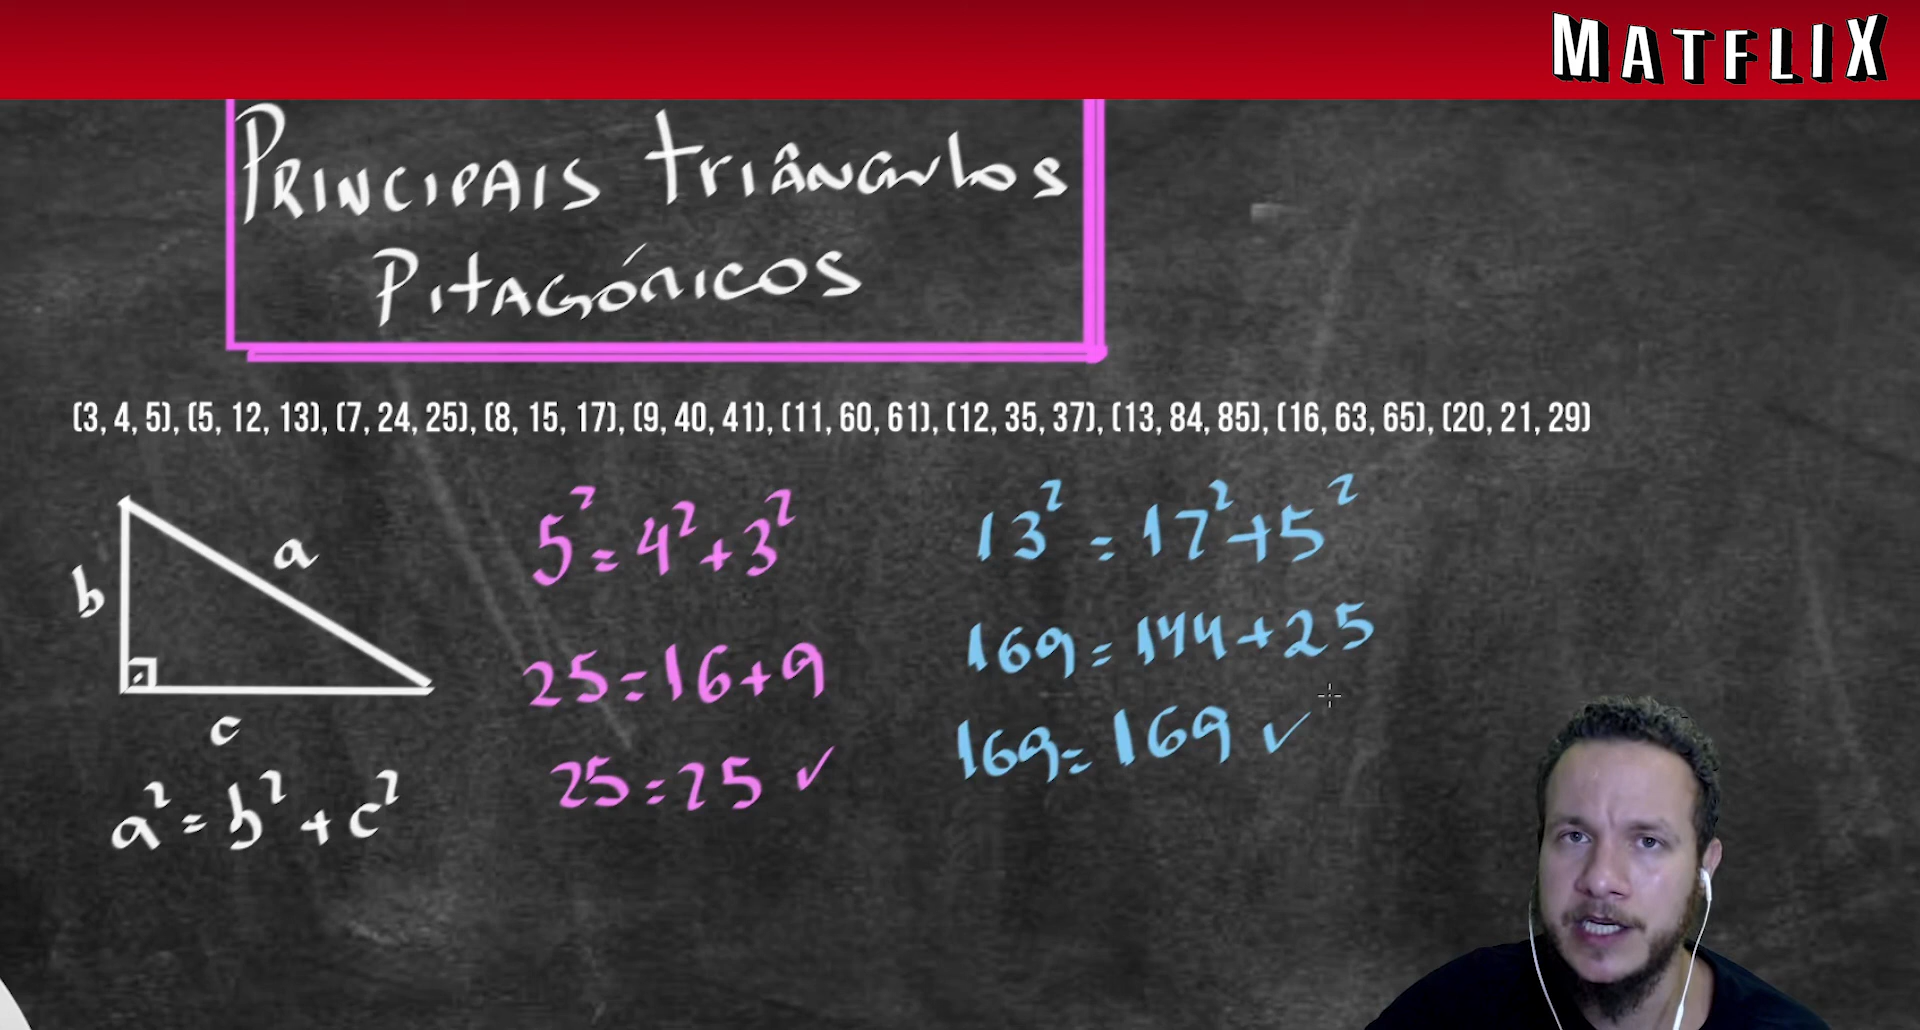 MATFLIX
PRINCIPAIS TRIÂNGULOS
PITAGÓRICOS
(3, 4, 5), (5, 12, 13), (7, 24, 25), (8, 15, 17), (9, 40, 41), (11, 60, 61), (12, 35, 37), (13, 84, 85), (16, 63, 65), (20, 21, 29)
b
a
c
a² = b² + c²
5² = 4² + 3²
25 = 16 + 9
25 = 25 ✓
13² = 12² + 5²
169 = 144 + 25
169 = 169 ✓